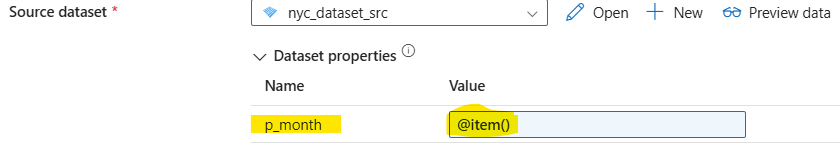 Source dataset * nyc_dataset_src Open New Preview data
Dataset properties
Name Value
p_month @item()